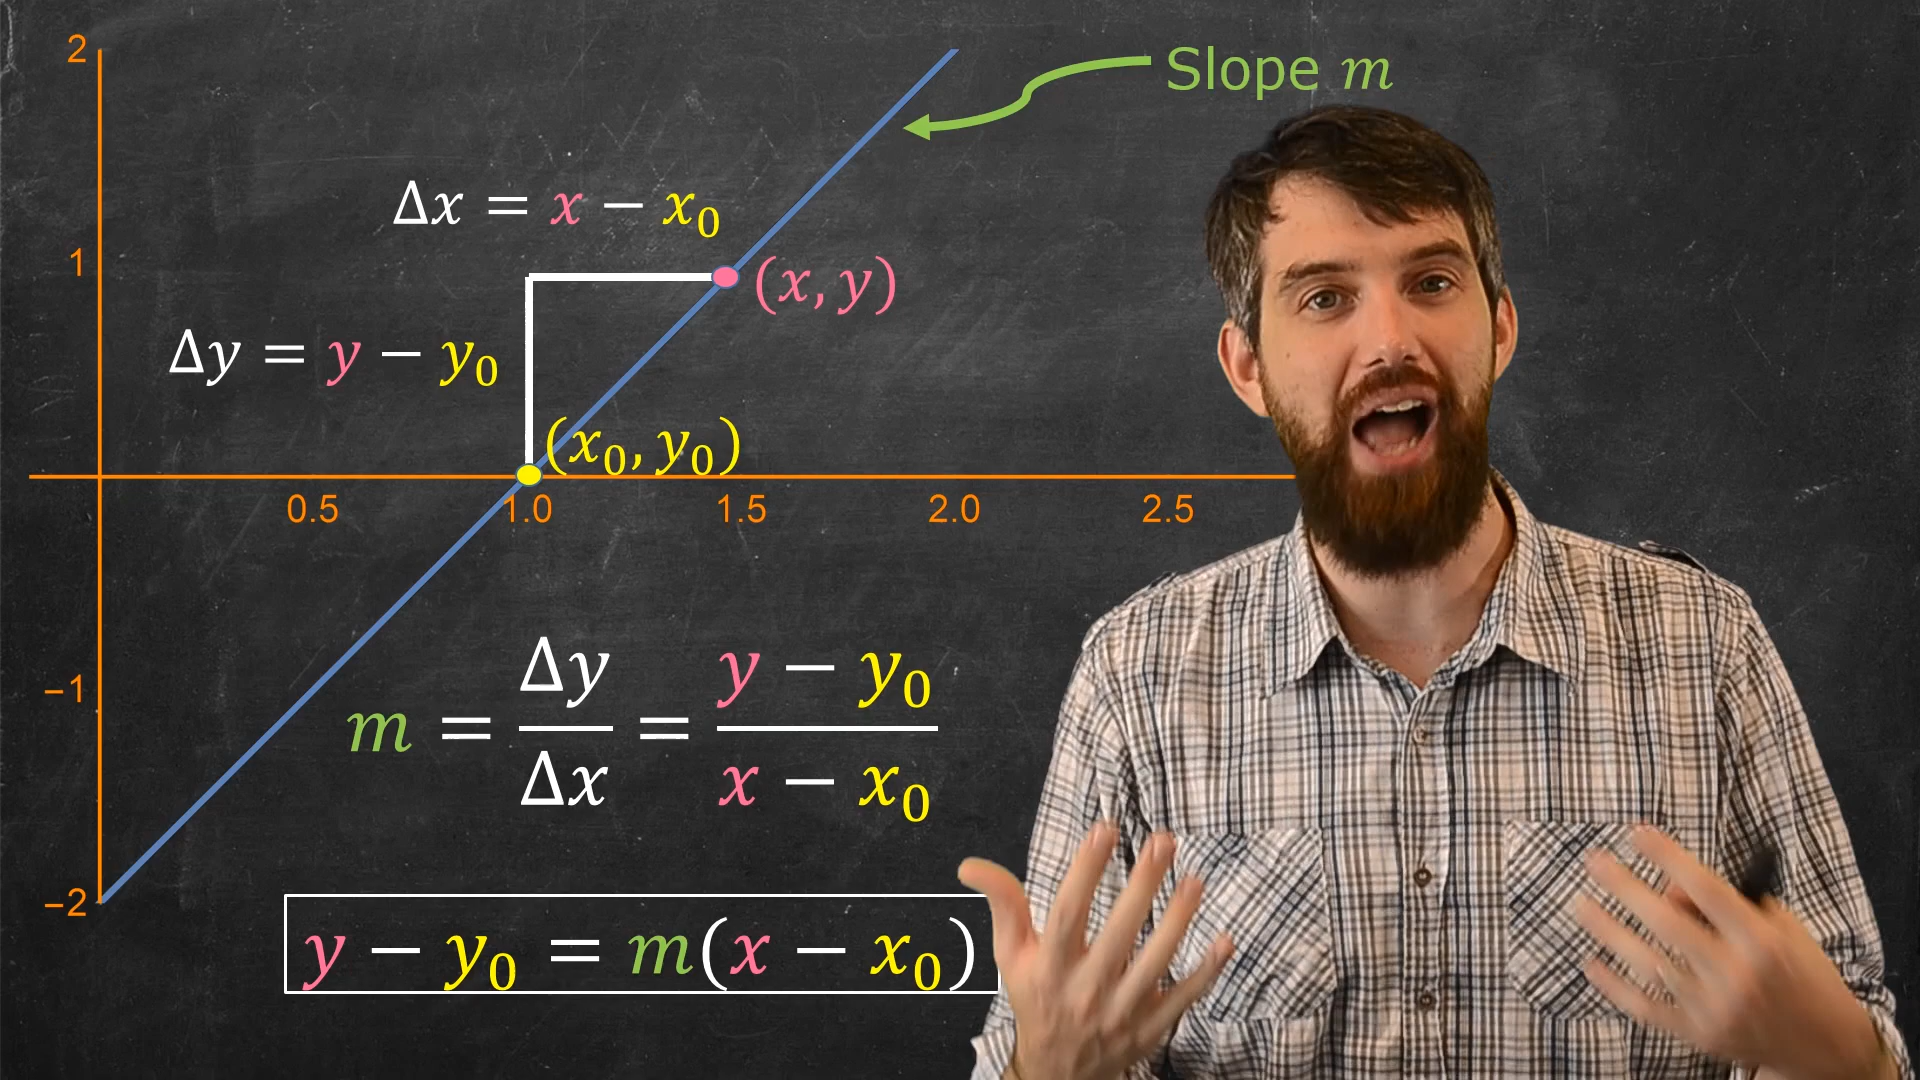 2
Slope m
Δx = x − x₀
1
(x, y)
Δy = y − y₀
(x₀, y₀)
0.5 1.0 1.5 2.0 2.5
−1
m = Δy/Δx = (y − y₀)/(x − x₀)
−2
y − y₀ = m(x − x₀)